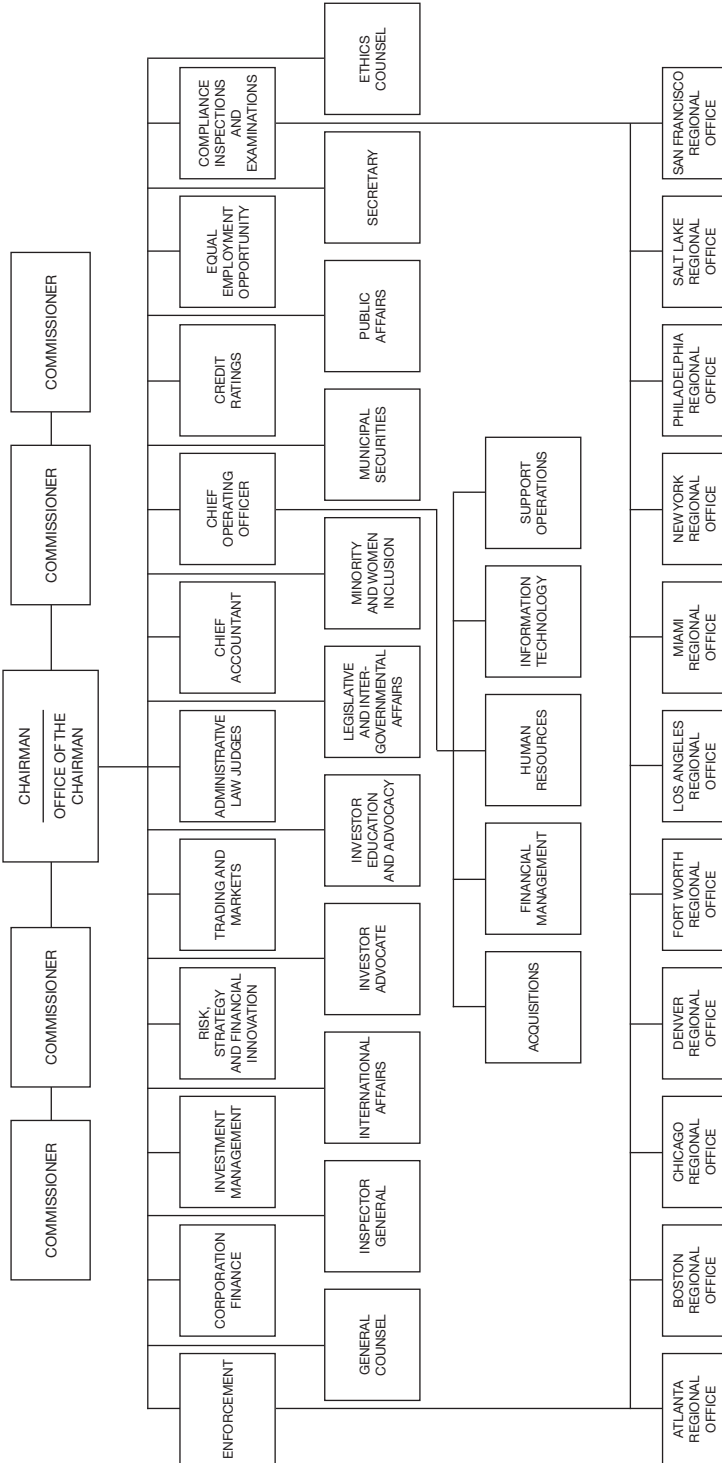 COMMISSIONER
COMMISSIONER
CHAIRMAN
OFFICE OF THE
CHAIRMAN
COMMISSIONER
COMMISSIONER
ENFORCEMENT
CORPORATION
FINANCE
INVESTMENT
MANAGEMENT
RISK,
STRATEGY
AND FINANCIAL
INNOVATION
TRADING AND
MARKETS
ADMINISTRATIVE
LAW JUDGES
CHIEF
ACCOUNTANT
CHIEF
OPERATING
OFFICER
CREDIT
RATINGS
EQUAL
EMPLOYMENT
OPPORTUNITY
COMPLIANCE
INSPECTIONS
AND
EXAMINATIONS
GENERAL
COUNSEL
INSPECTOR
GENERAL
INTERNATIONAL
AFFAIRS
INVESTOR
ADVOCATE
INVESTOR
EDUCATION
AND ADVOCACY
LEGISLATIVE
AND INTER-
GOVERNMENTAL
AFFAIRS
MINORITY
AND WOMEN
INCLUSION
MUNICIPAL
SECURITIES
PUBLIC
AFFAIRS
SECRETARY
ETHICS
COUNSEL
ACQUISITIONS
FINANCIAL
MANAGEMENT
HUMAN
RESOURCES
INFORMATION
TECHNOLOGY
SUPPORT
OPERATIONS
ATLANTA
REGIONAL
OFFICE
BOSTON
REGIONAL
OFFICE
CHICAGO
REGIONAL
OFFICE
DENVER
REGIONAL
OFFICE
FORT WORTH
REGIONAL
OFFICE
LOS ANGELES
REGIONAL
OFFICE
MIAMI
REGIONAL
OFFICE
NEW YORK
REGIONAL
OFFICE
PHILADELPHIA
REGIONAL
OFFICE
SALT LAKE
REGIONAL
OFFICE
SAN FRANCISCO
REGIONAL
OFFICE